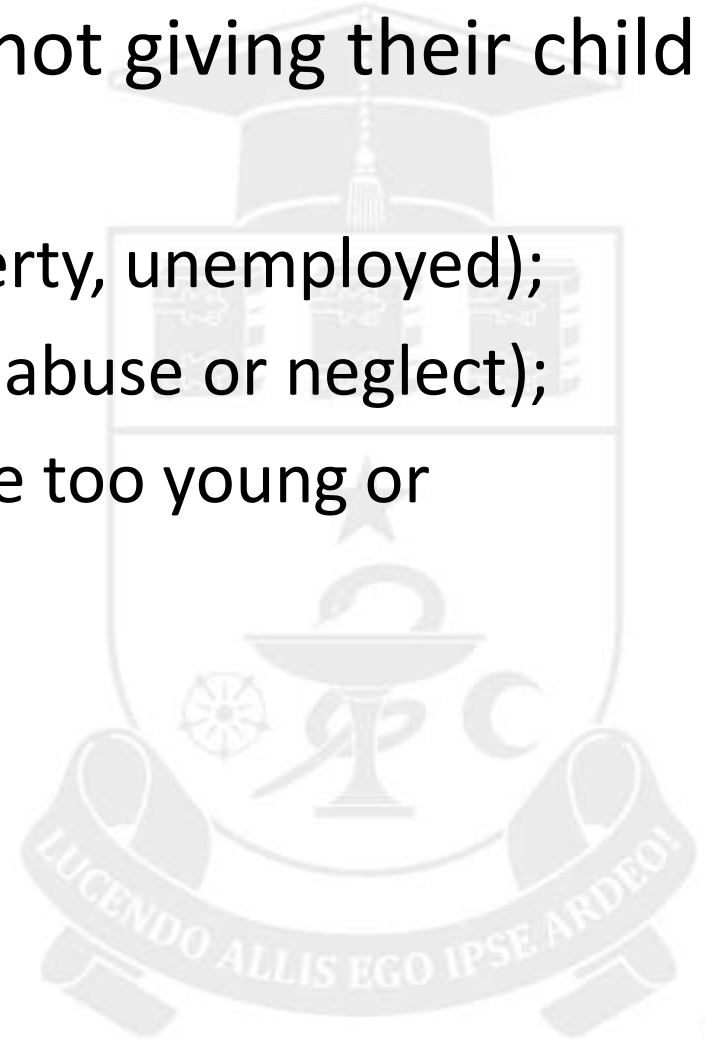 not giving their child
erty, unemployed);
abuse or neglect);
e too young or
LUCENDO ALLIS EGO IPSE ARDEO!